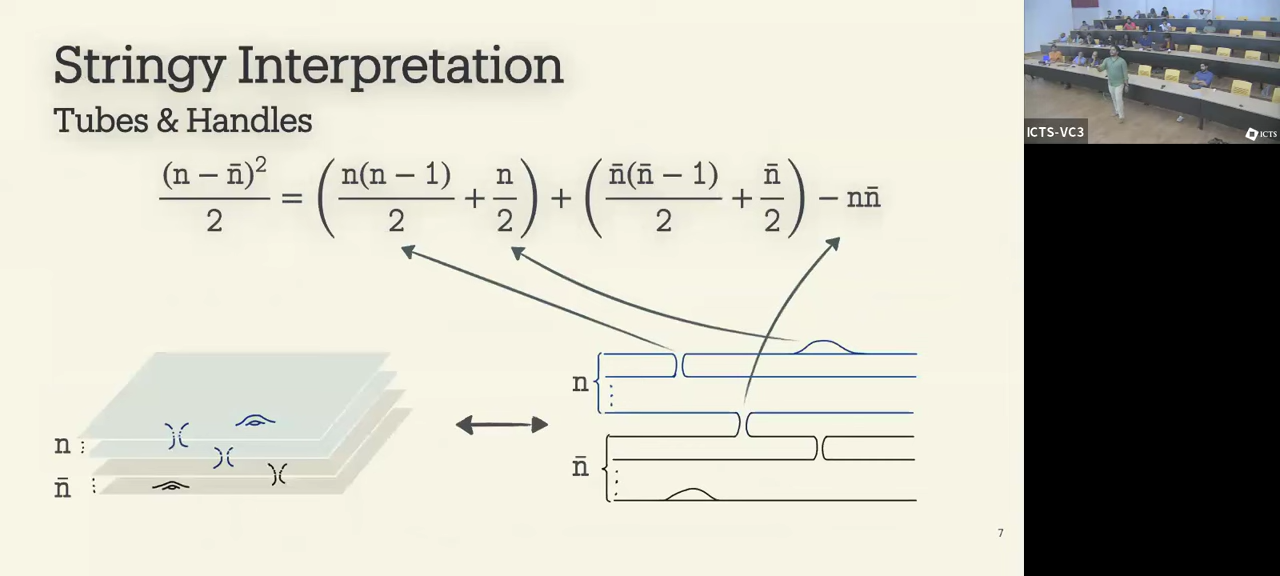 Stringy Interpretation
Tubes & Handles
(n − n̄)²/2 = (n(n − 1)/2 + n/2) + (n̄(n̄ − 1)/2 + n̄/2) − nn̄
n
n̄
n
n̄
7
ICTS-VC3
ICTS